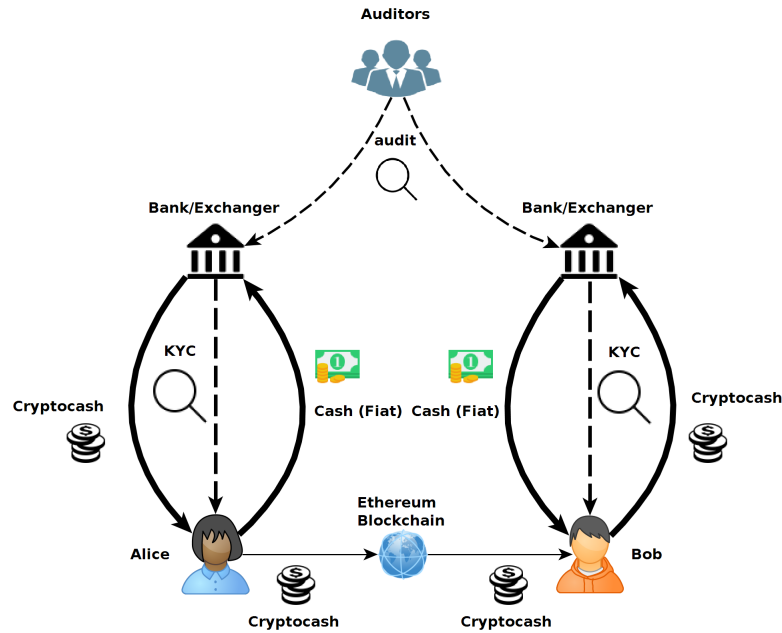 Auditors
audit
Bank/Exchanger
Bank/Exchanger
KYC
KYC
Cryptocash
Cash (Fiat)
Cash (Fiat)
Cryptocash
Ethereum
Blockchain
Alice
Bob
Cryptocash
Cryptocash